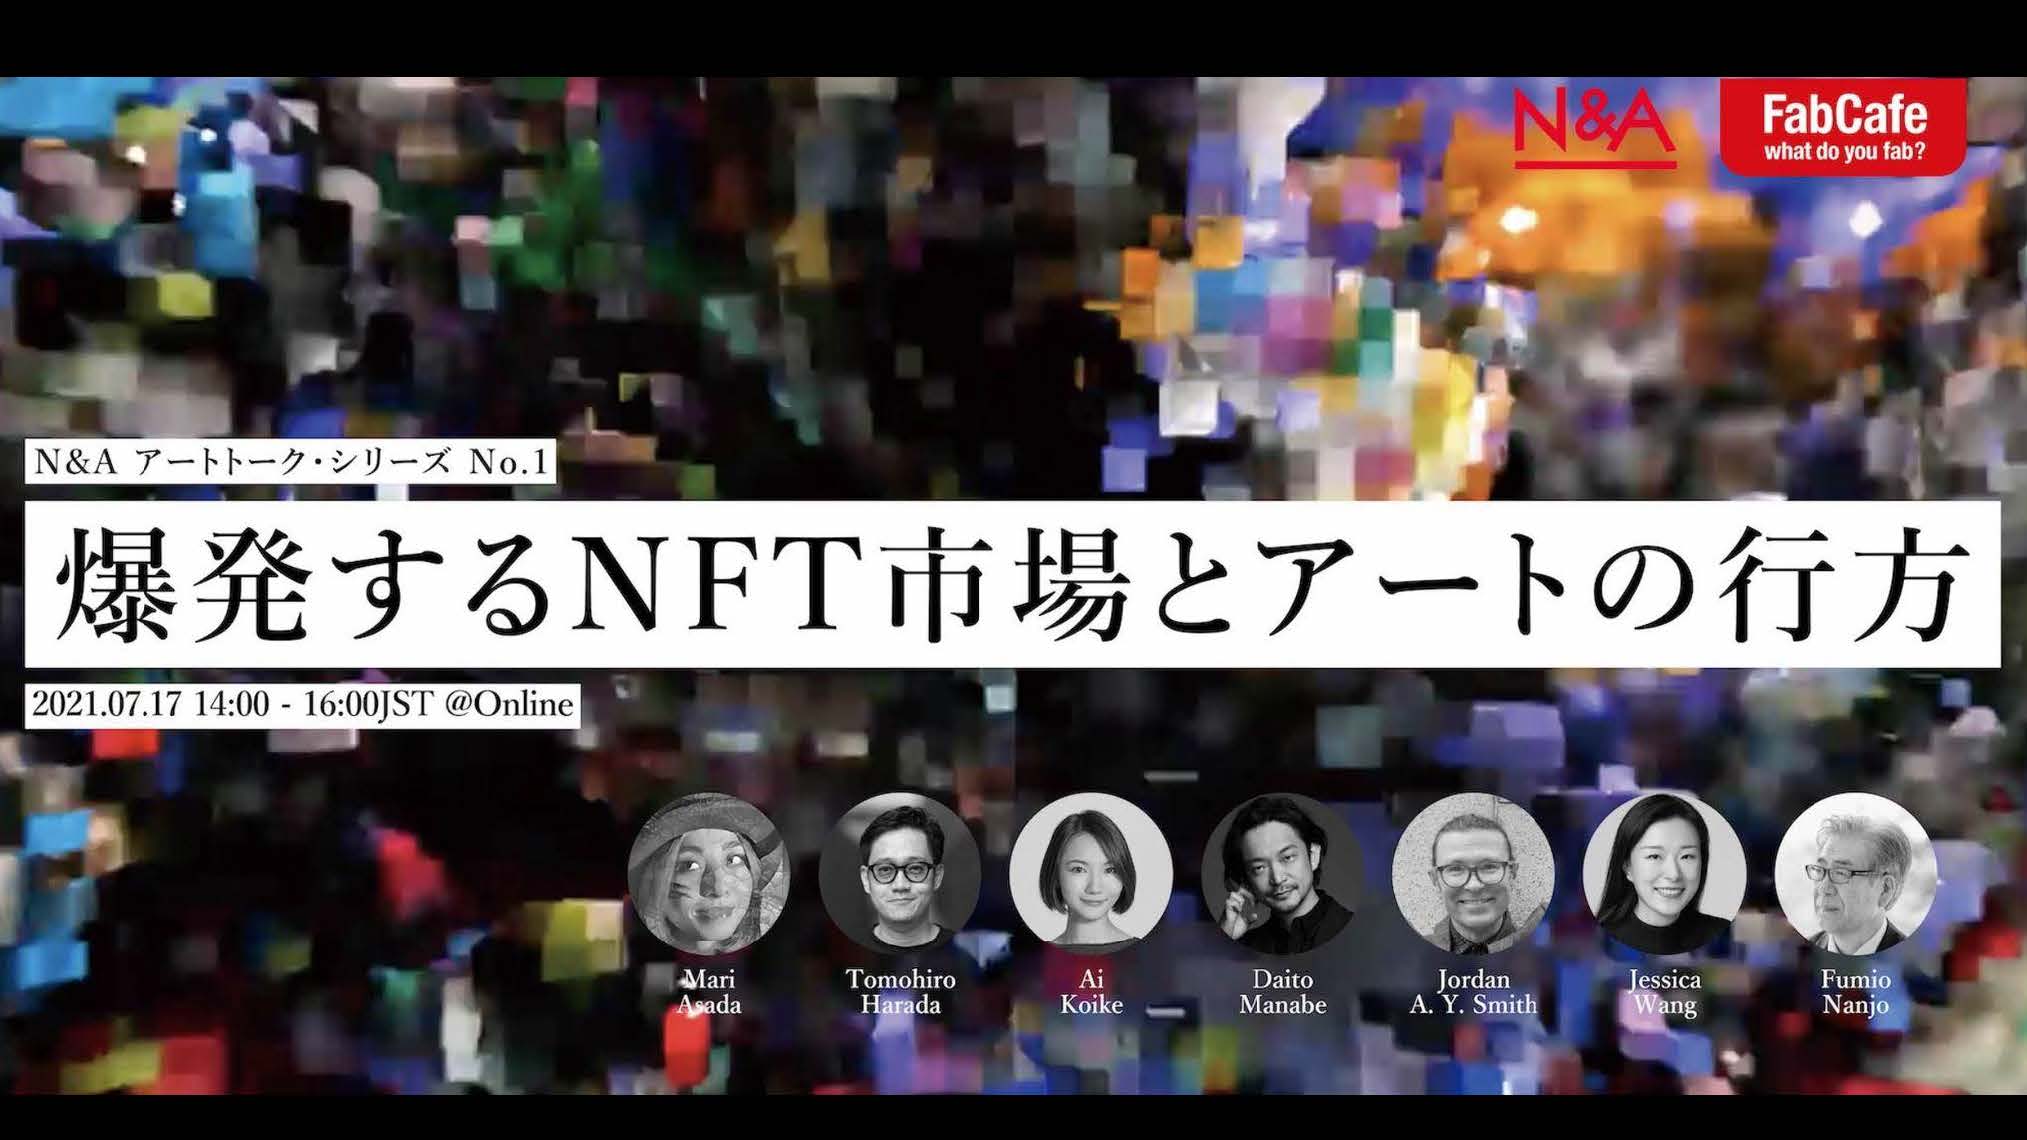 N&A
FabCafe
what do you fab?
N&A アートトーク・シリーズ No.1
爆発するNFT市場とアートの行方
2021.07.17 14:00 - 16:00JST @Online
Mari
Asada
Tomohiro
Harada
Ai
Koike
Daito
Manabe
Jordan
A. Y. Smith
Jessica
Wang
Fumio
Nanjo